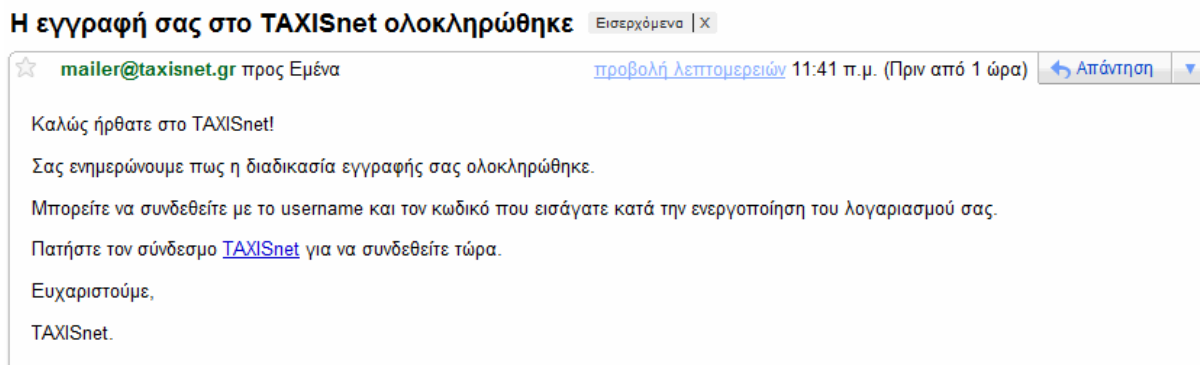 Η εγγραφή σας στο TAXISnet ολοκληρώθηκε Εισερχόμενα | X
mailer@taxisnet.gr προς Εμένα προβολή λεπτομερειών 11:41 π.μ. (Πριν από 1 ώρα) Απάντηση
Καλώς ήρθατε στο TAXISnet!
Σας ενημερώνουμε πως η διαδικασία εγγραφής σας ολοκληρώθηκε.
Μπορείτε να συνδεθείτε με το username και τον κωδικό που εισάγατε κατά την ενεργοποίηση του λογαριασμού σας.
Πατήστε τον σύνδεσμο TAXISnet για να συνδεθείτε τώρα.
Ευχαριστούμε,
TAXISnet.